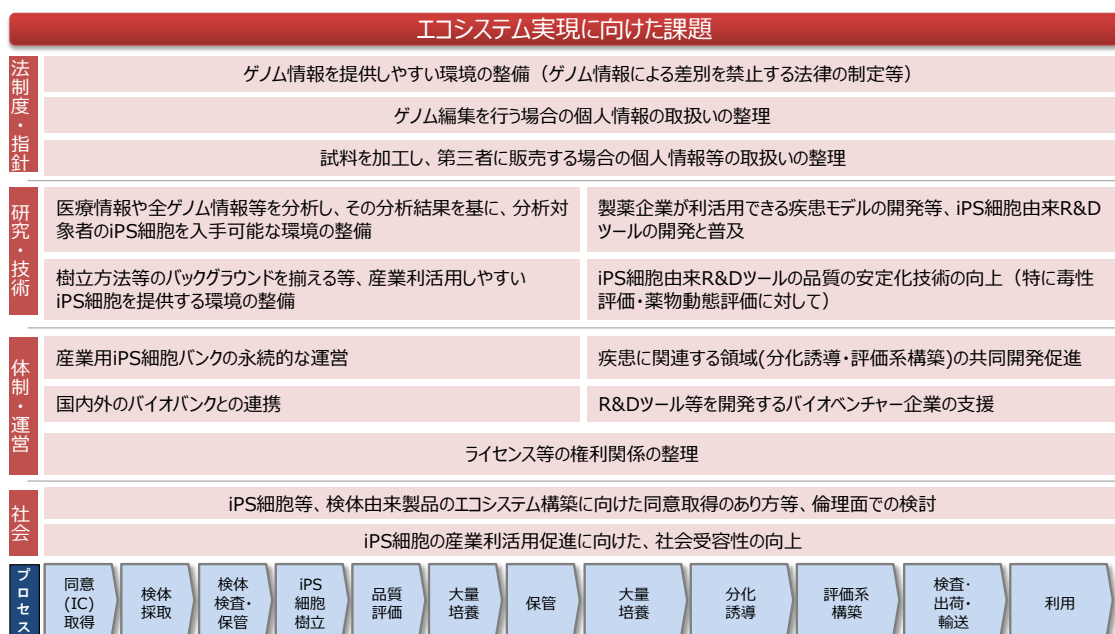 エコシステム実現に向けた課題
法制度・指針
ゲノム情報を提供しやすい環境の整備（ゲノム情報による差別を禁止する法律の制定等）
ゲノム編集を行う場合の個人情報の取扱いの整理
試料を加工し、第三者に販売する場合の個人情報等の取扱いの整理
研究・技術
医療情報や全ゲノム情報等を分析し、その分析結果を基に、分析対
象者のiPS細胞を入手可能な環境の整備
製薬企業が利活用できる疾患モデルの開発等、iPS細胞由来R&D
ツールの開発と普及
樹立方法等のバックグラウンドを揃える等、産業利活用しやすい
iPS細胞を提供する環境の整備
iPS細胞由来R&Dツールの品質の安定化技術の向上（特に毒性
評価・薬物動態評価に対して）
体制・運営
産業用iPS細胞バンクの永続的な運営
疾患に関連する領域(分化誘導・評価系構築)の共同開発促進
国内外のバイオバンクとの連携
R&Dツール等を開発するバイオベンチャー企業の支援
ライセンス等の権利関係の整理
社会
iPS細胞等、検体由来製品のエコシステム構築に向けた同意取得のあり方等、倫理面での検討
iPS細胞の産業利活用促進に向けた、社会受容性の向上
プロセス
同意
(IC)
取得
検体
採取
検体
検査・
保管
iPS
細胞
樹立
品質
評価
大量
培養
保管
大量
培養
分化
誘導
評価系
構築
検査・
出荷・
輸送
利用